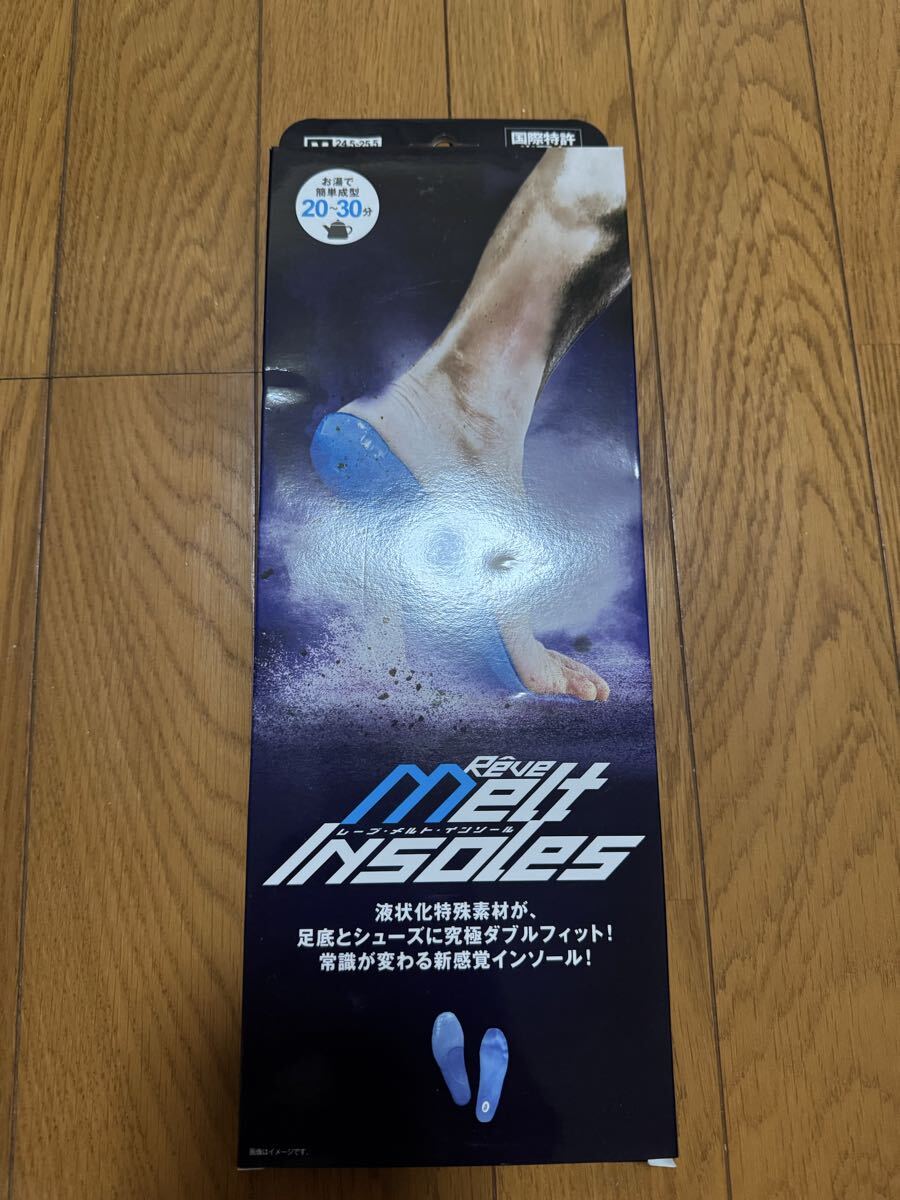 24.5-25.5
国際特許
お湯で
簡単成型
20~30分
Rêve
melt
レーブ・メルト・インソール
Insoles
液状化特殊素材が、
足底とシューズに究極ダブルフィット!
常識が変わる新感覚インソール!
画像はイメージです。